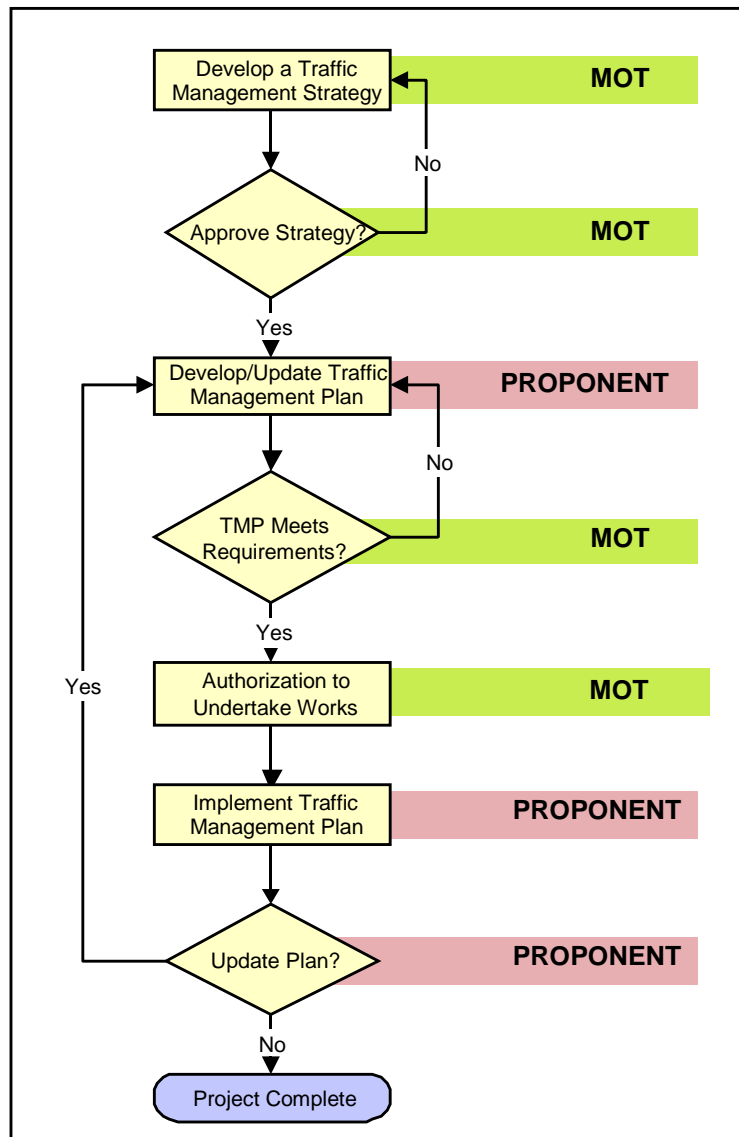 Develop a Traffic
Management Strategy
MOT
No
Approve Strategy?
MOT
Yes
Develop/Update Traffic
Management Plan
PROPONENT
No
TMP Meets
Requirements?
MOT
Yes
Yes
Authorization to
Undertake Works
MOT
Implement Traffic
Management Plan
PROPONENT
Update Plan?
PROPONENT
No
Project Complete